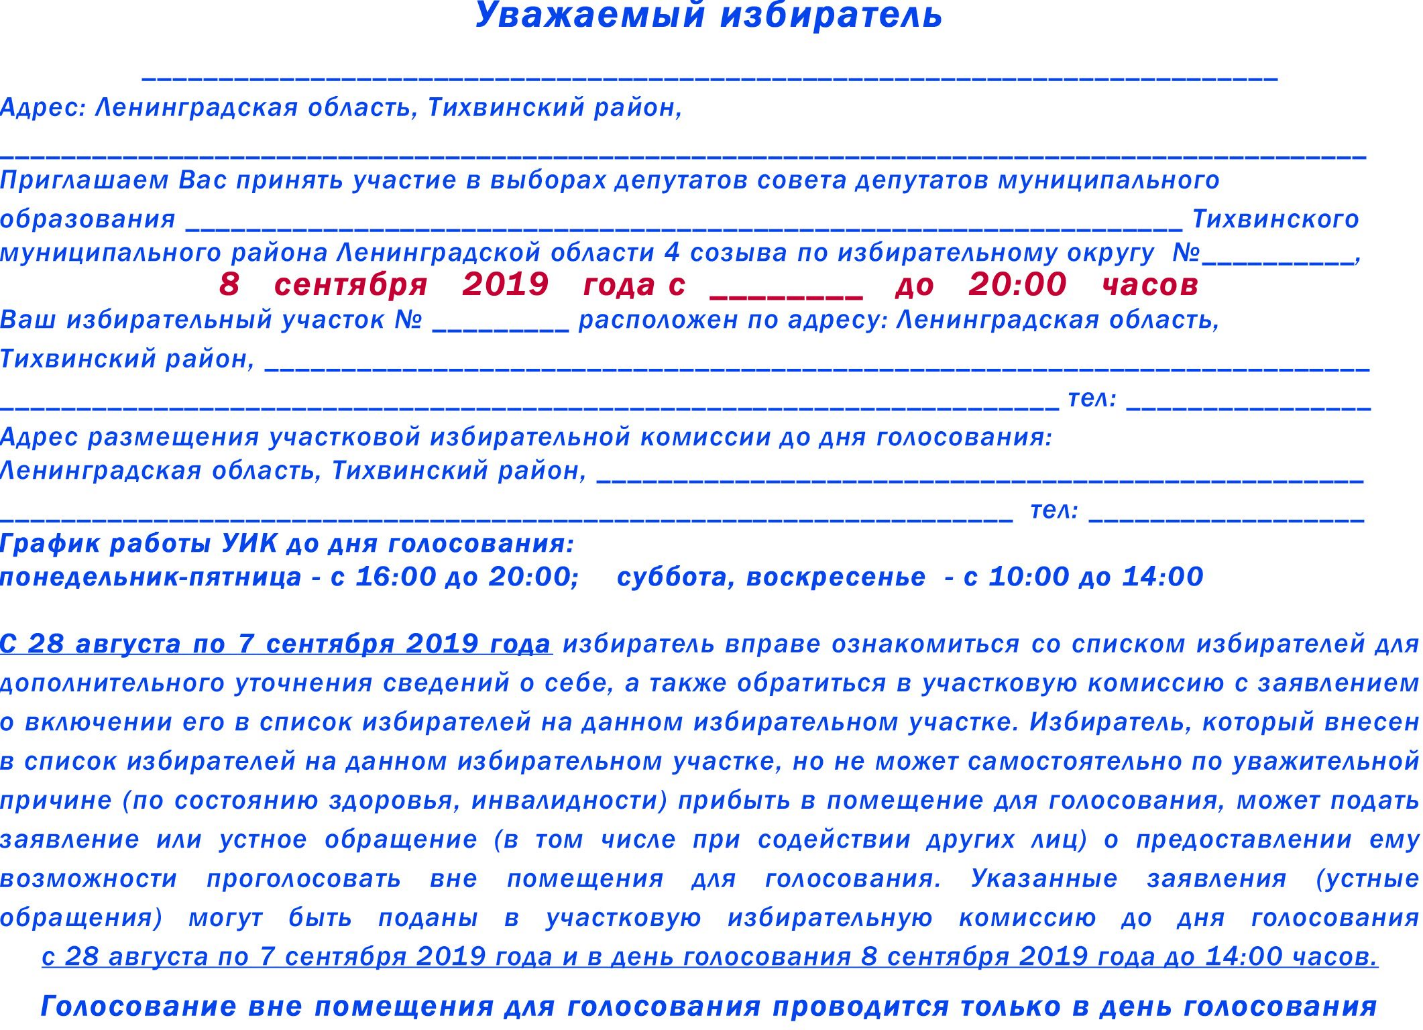 Уважаемый избиратель
__________________________________________________________________________
Адрес: Ленинградская область, Тихвинский район,
_________________________________________________________________________________________
Приглашаем Вас принять участие в выборах депутатов совета депутатов муниципального
образования _________________________________________________________________ Тихвинского
муниципального района Ленинградской области 4 созыва по избирательному округу №__________,
8 сентября 2019 года с ________ до 20:00 часов
Ваш избирательный участок № _________ расположен по адресу: Ленинградская область,
Тихвинский район, ________________________________________________________________________
_____________________________________________________________________ тел: ________________
Адрес размещения участковой избирательной комиссии до дня голосования:
Ленинградская область, Тихвинский район, __________________________________________________
__________________________________________________________________ тел: __________________
График работы УИК до дня голосования:
понедельник-пятница - с 16:00 до 20:00; суббота, воскресенье - с 10:00 до 14:00
С 28 августа по 7 сентября 2019 года избиратель вправе ознакомиться со списком избирателей для
дополнительного уточнения сведений о себе, а также обратиться в участковую комиссию с заявлением
о включении его в список избирателей на данном избирательном участке. Избиратель, который внесен
в список избирателей на данном избирательном участке, но не может самостоятельно по уважительной
причине (по состоянию здоровья, инвалидности) прибыть в помещение для голосования, может подать
заявление или устное обращение (в том числе при содействии других лиц) о предоставлении ему
возможности проголосовать вне помещения для голосования. Указанные заявления (устные
обращения) могут быть поданы в участковую избирательную комиссию до дня голосования
с 28 августа по 7 сентября 2019 года и в день голосования 8 сентября 2019 года до 14:00 часов.
Голосование вне помещения для голосования проводится только в день голосования